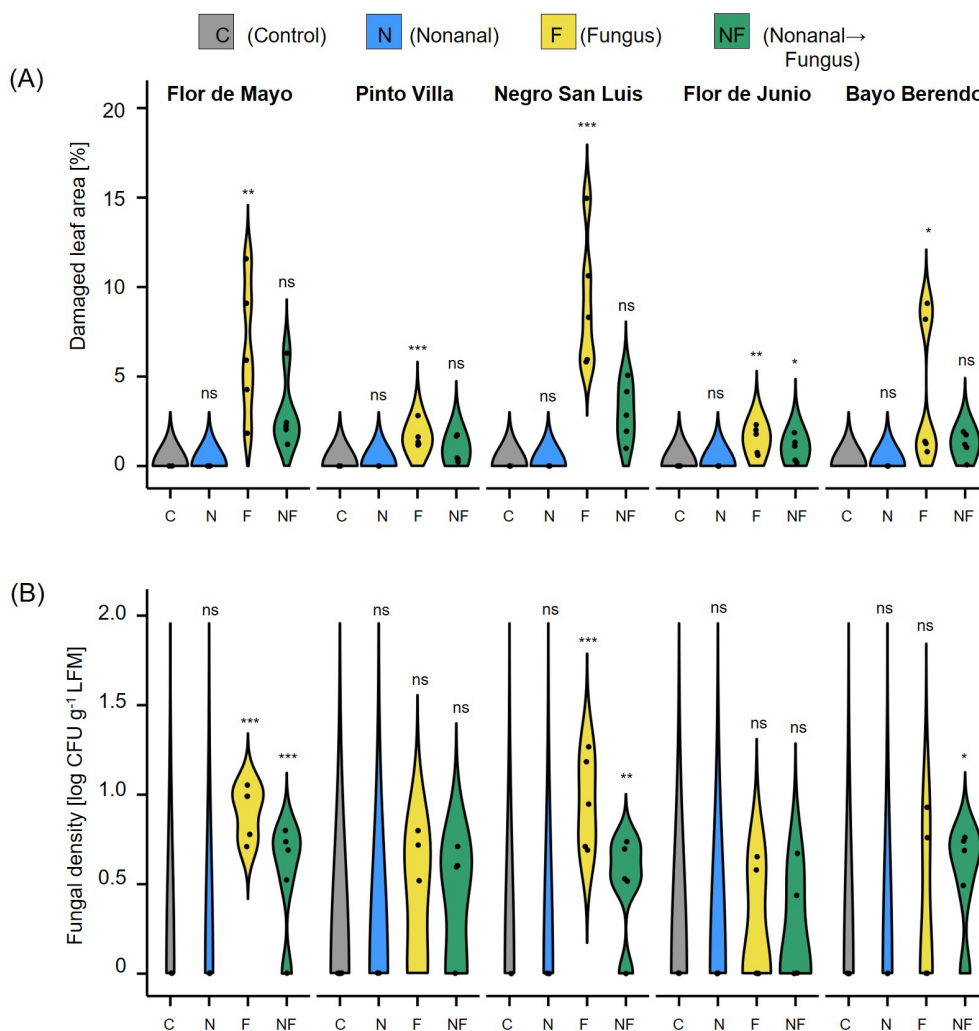 C (Control) N (Nonanal) F (Fungus) NF (Nonanal→
Fungus)
(A)
Flor de Mayo Pinto Villa Negro San Luis Flor de Junio Bayo Berendo
Damaged leaf area [%]
20
15
10
5
0
ns ** ns
ns *** ns
ns *** ns
ns ** *
ns * ns
C N F NF C N F NF C N F NF C N F NF C N F NF
(B)
Fungal density [log CFU g⁻¹ LFM]
2.0
1.5
1.0
0.5
0
ns *** ***
ns ns ns
ns *** **
ns ns ns
ns ns *
C N F NF C N F NF C N F NF C N F NF C N F NF